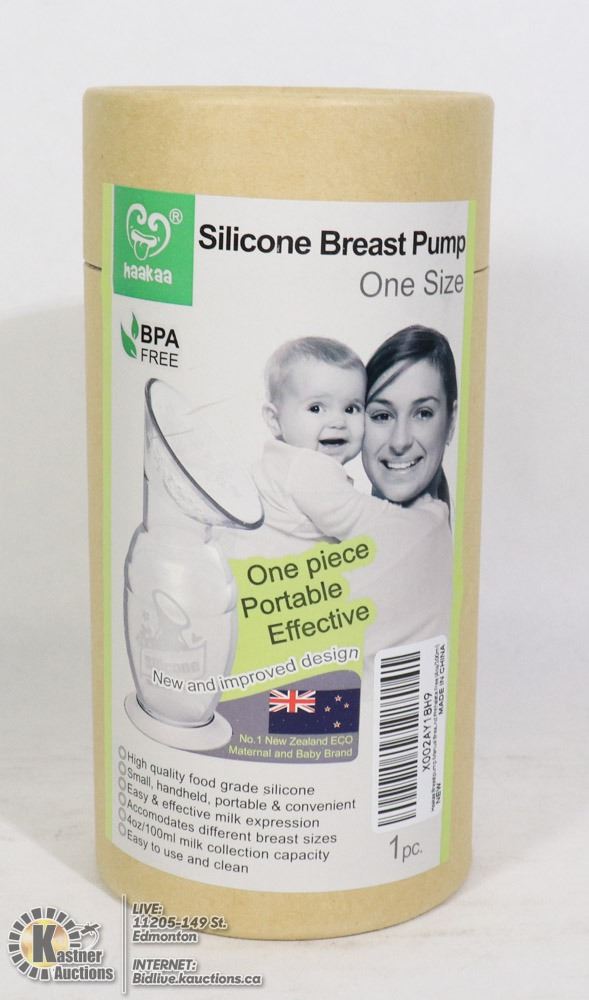 haakaa
®
Silicone Breast Pump
One Size
BPA
FREE
One piece
Portable
Effective
New and improved design
No.1 New Zealand ECO
Maternal and Baby Brand
High quality food grade silicone
Small, handheld, portable & convenient
Easy & effective milk expression
Accomodates different breast sizes
4oz/100ml milk collection capacity
Easy to use and clean
X002AY18H9
NEW
MADE IN CHINA
1 pc.
Kastner
Auctions
LIVE:
11205-149 St.
Edmonton
INTERNET:
Bidlive.kauctions.ca